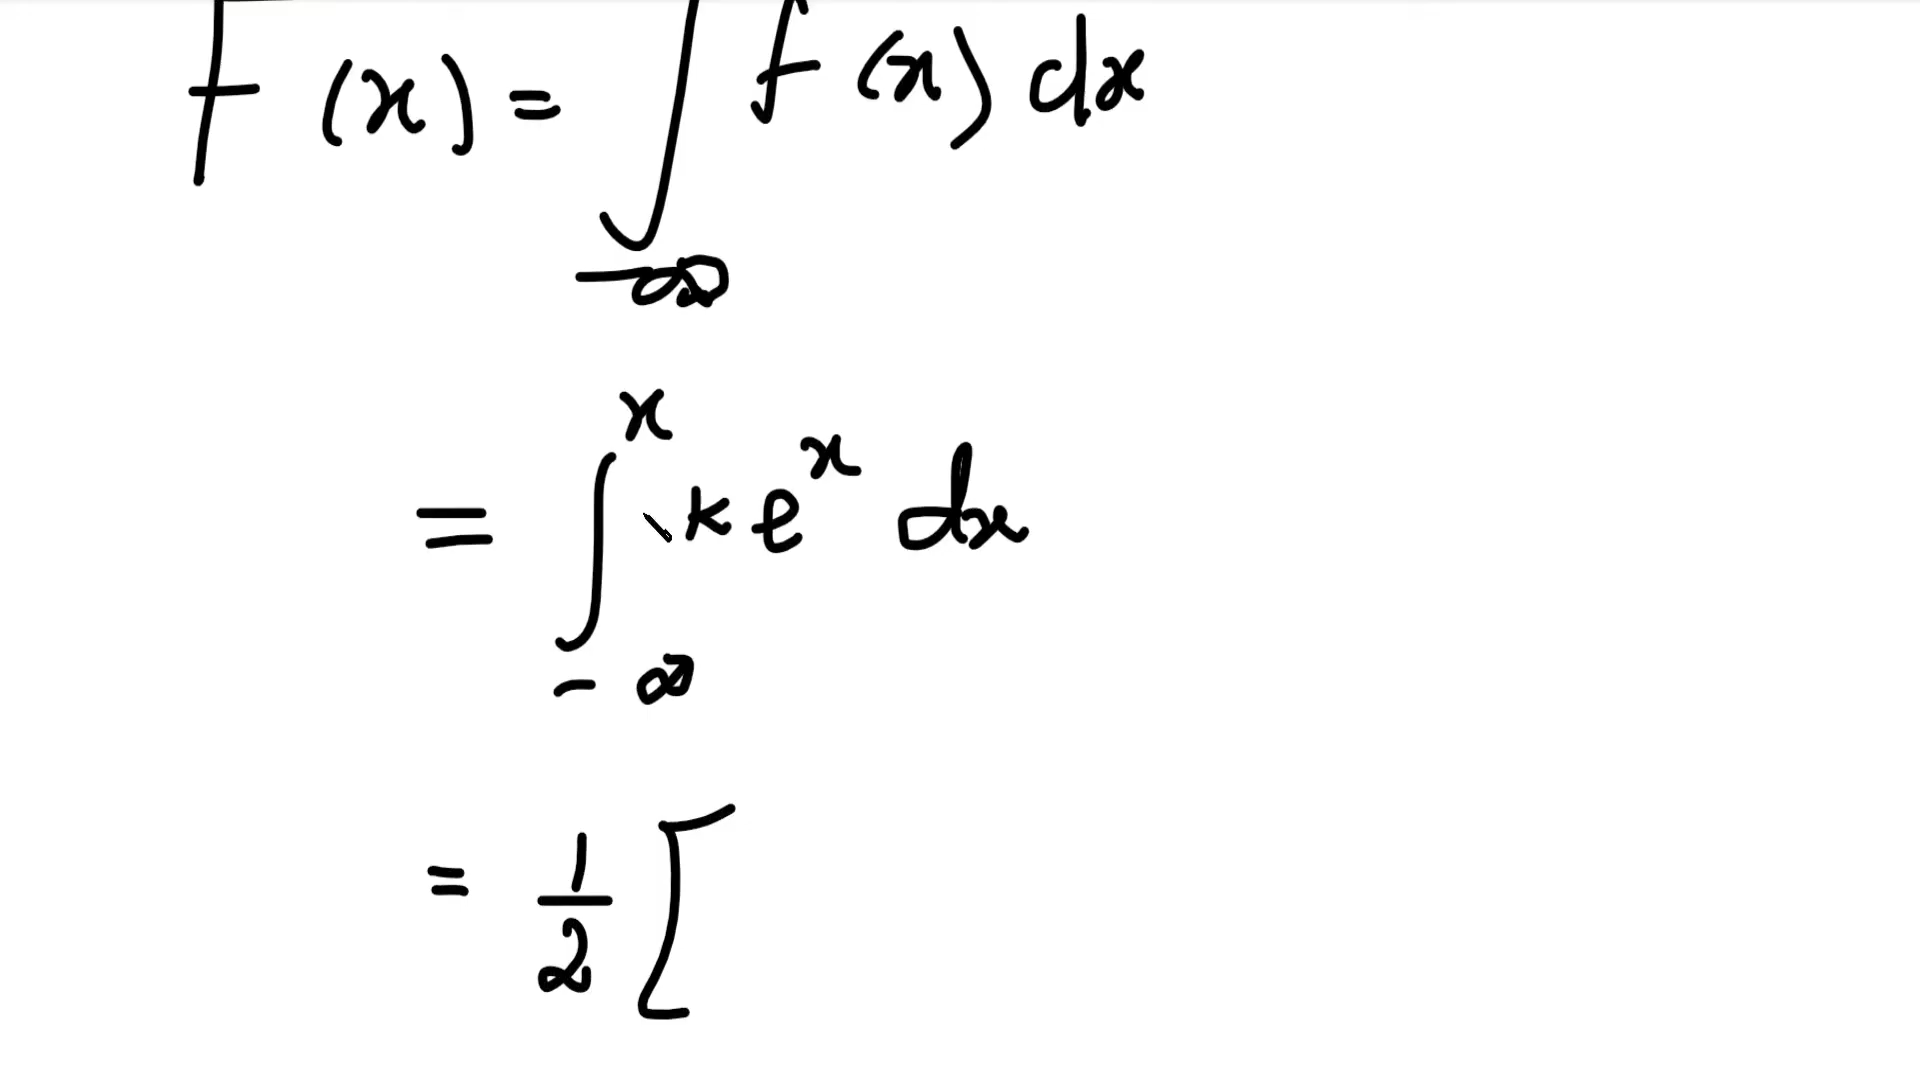 F(x) = ∫_{-∞} f(x) dx
= ∫_{-∞}^{x} k e^{x} dx
= 1/2 [